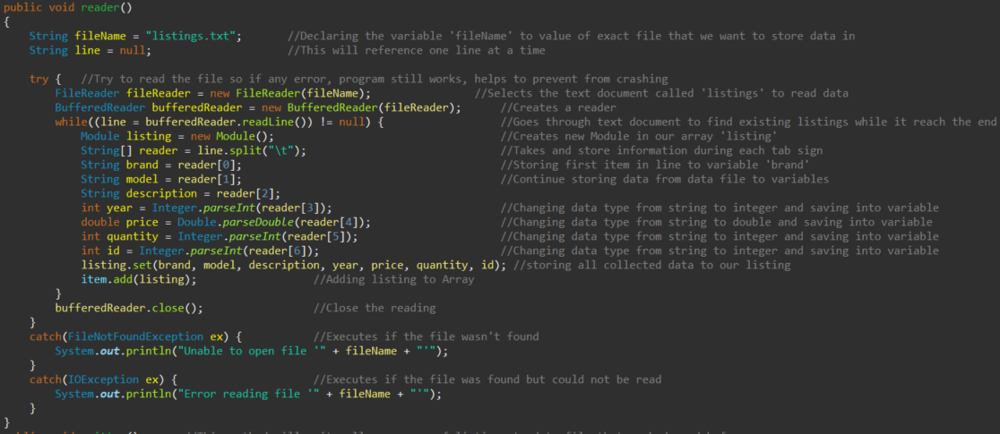 public void reader()
{
    String fileName = "listings.txt";       //Declaring the variable 'fileName' to value of exact file that we want to store data in
    String line = null;                     //This will reference one line at a time
    try {   //Try to read the file so if any error, program still works, helps to prevent from crashing
        FileReader fileReader = new FileReader(fileName);                //Selects the text document called 'listings' to read data
        BufferedReader bufferedReader = new BufferedReader(fileReader);      //Creates a reader
        while((line = bufferedReader.readLine()) != null) {                  //Goes through text document to find existing listings while it reach the end
            Module listing = new Module();                                   //Creates new Module in our array 'listing'
            String[] reader = line.split("\t");                              //Takes and store information during each tab sign
            String brand = reader[0];                                        //Storing first item in line to variable 'brand'
            String model = reader[1];                                        //Continue storing data from data file to variables
            String description = reader[2];
            int year = Integer.parseInt(reader[3]);                          //Changing data type from string to integer and saving into variable
            double price = Double.parseDouble(reader[4]);                    //Changing data type from string to double and saving into variable
            int quantity = Integer.parseInt(reader[5]);                      //Changing data type from string to integer and saving into variable
            int id = Integer.parseInt(reader[6]);                            //Changing data type from string to integer and saving into variable
            listing.set(brand, model, description, year, price, quantity, id); //storing all collected data to our listing
            item.add(listing);                  //Adding listing to Array
        }
        bufferedReader.close();                 //Close the reading
    }
    catch(FileNotFoundException ex) {           //Executes if the file wasn't found
        System.out.println("Unable to open file '" + fileName + "'");
    }
    catch(IOException ex) {                     //Executes if the file was found but could not be read
        System.out.println("Error reading file '" + fileName + "'");
    }
}